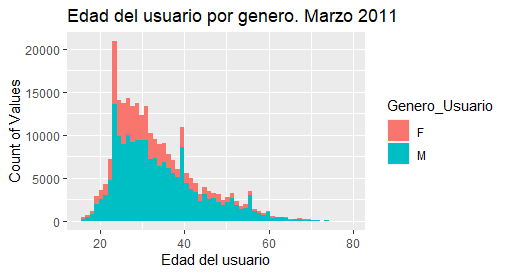 Edad del usuario por genero. Marzo 2011
Count of Values
20000
15000
10000
5000
0
20
40
60
80
Edad del usuario
Genero_Usuario
F
M